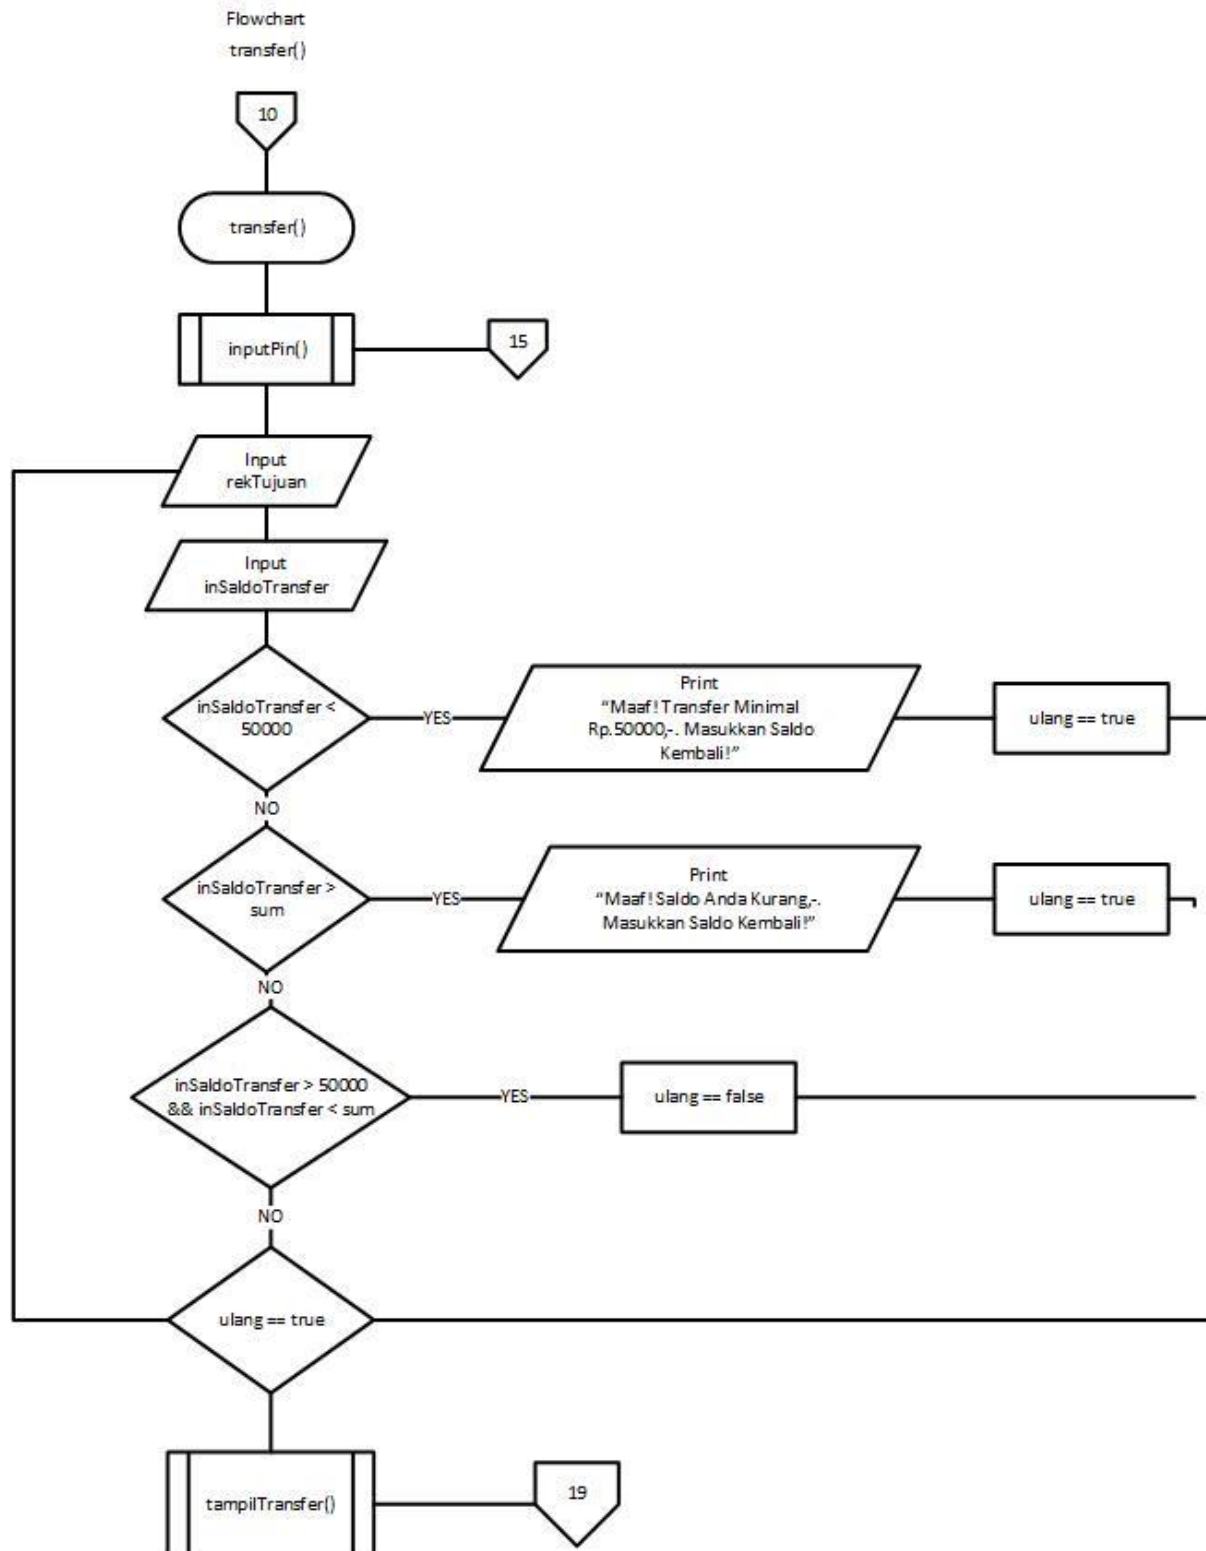 Flowchart
transfer()
10
transfer()
inputPin()
15
Input
rekTujuan
Input
inSaldoTransfer
inSaldoTransfer <
50000
YES
Print
“Maaf! Transfer Minimal
Rp.50000,-. Masukkan Saldo
Kembali!”
ulang == true
NO
inSaldoTransfer >
sum
YES
Print
“Maaf! Saldo Anda Kurang,-.
Masukkan Saldo Kembali!”
ulang == true
NO
inSaldoTransfer > 50000
&& inSaldoTransfer < sum
YES
ulang == false
NO
ulang == true
tampilTransfer()
19